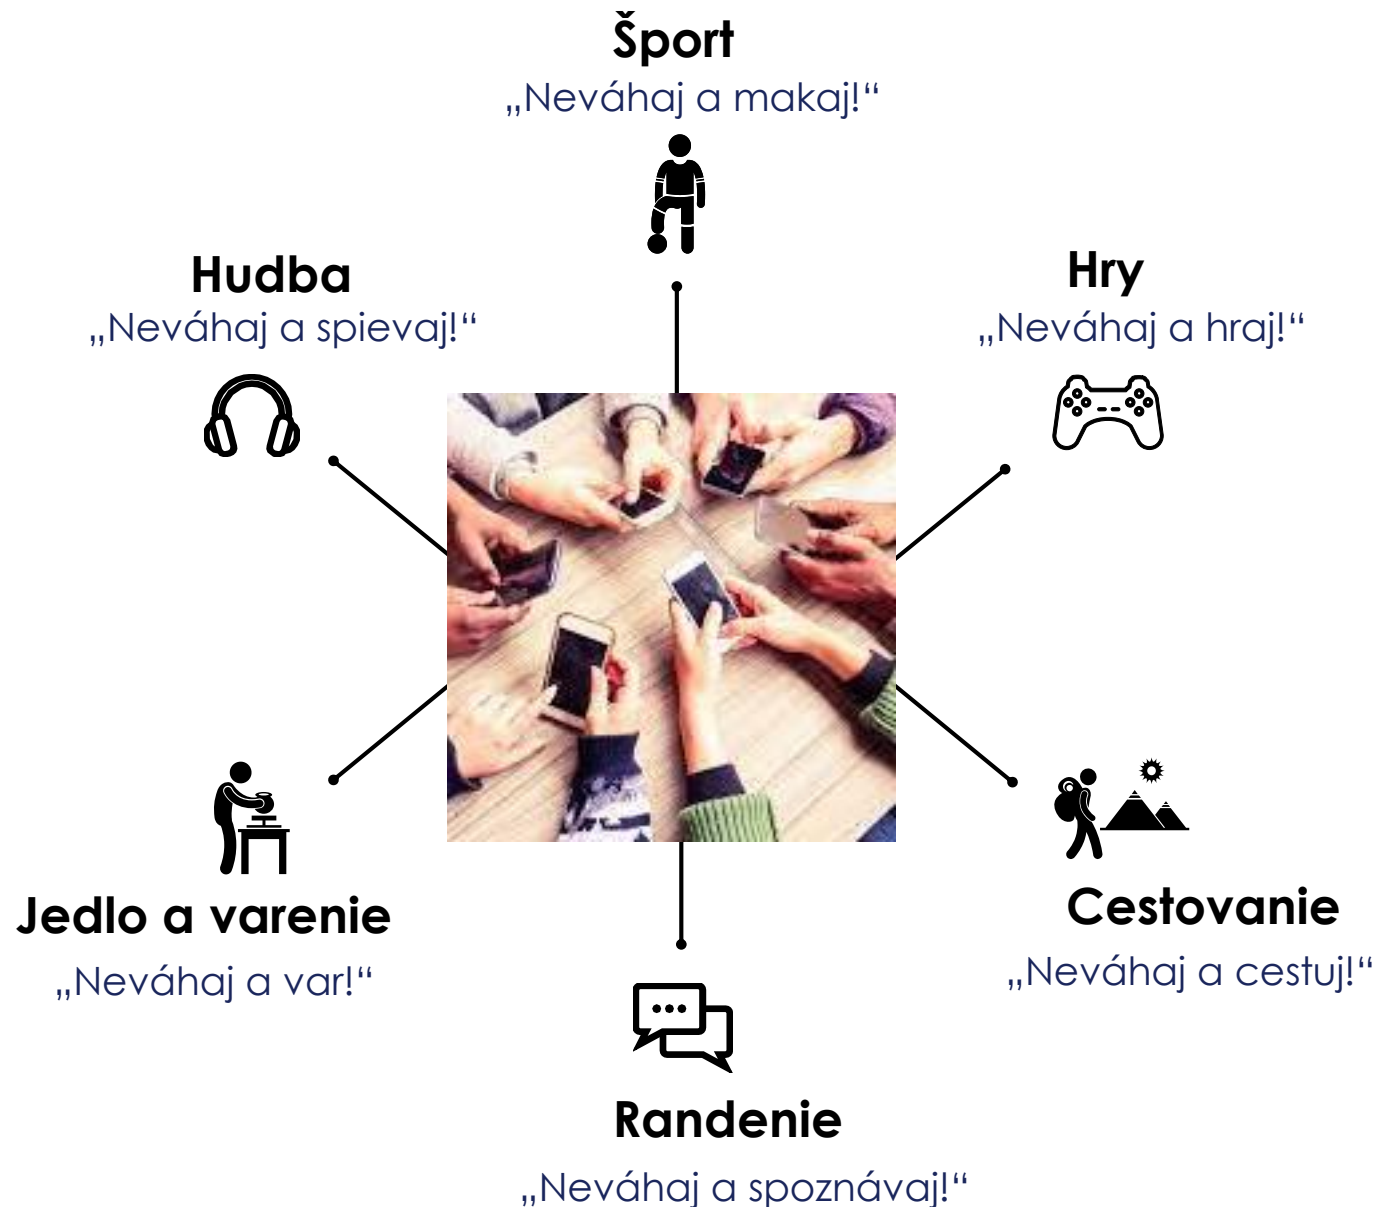 Šport
„Neváhaj a makaj!“
Hudba
„Neváhaj a spievaj!“
Hry
„Neváhaj a hraj!“
Jedlo a varenie
„Neváhaj a var!“
Cestovanie
„Neváhaj a cestuj!“
Randenie
„Neváhaj a spoznávaj!“